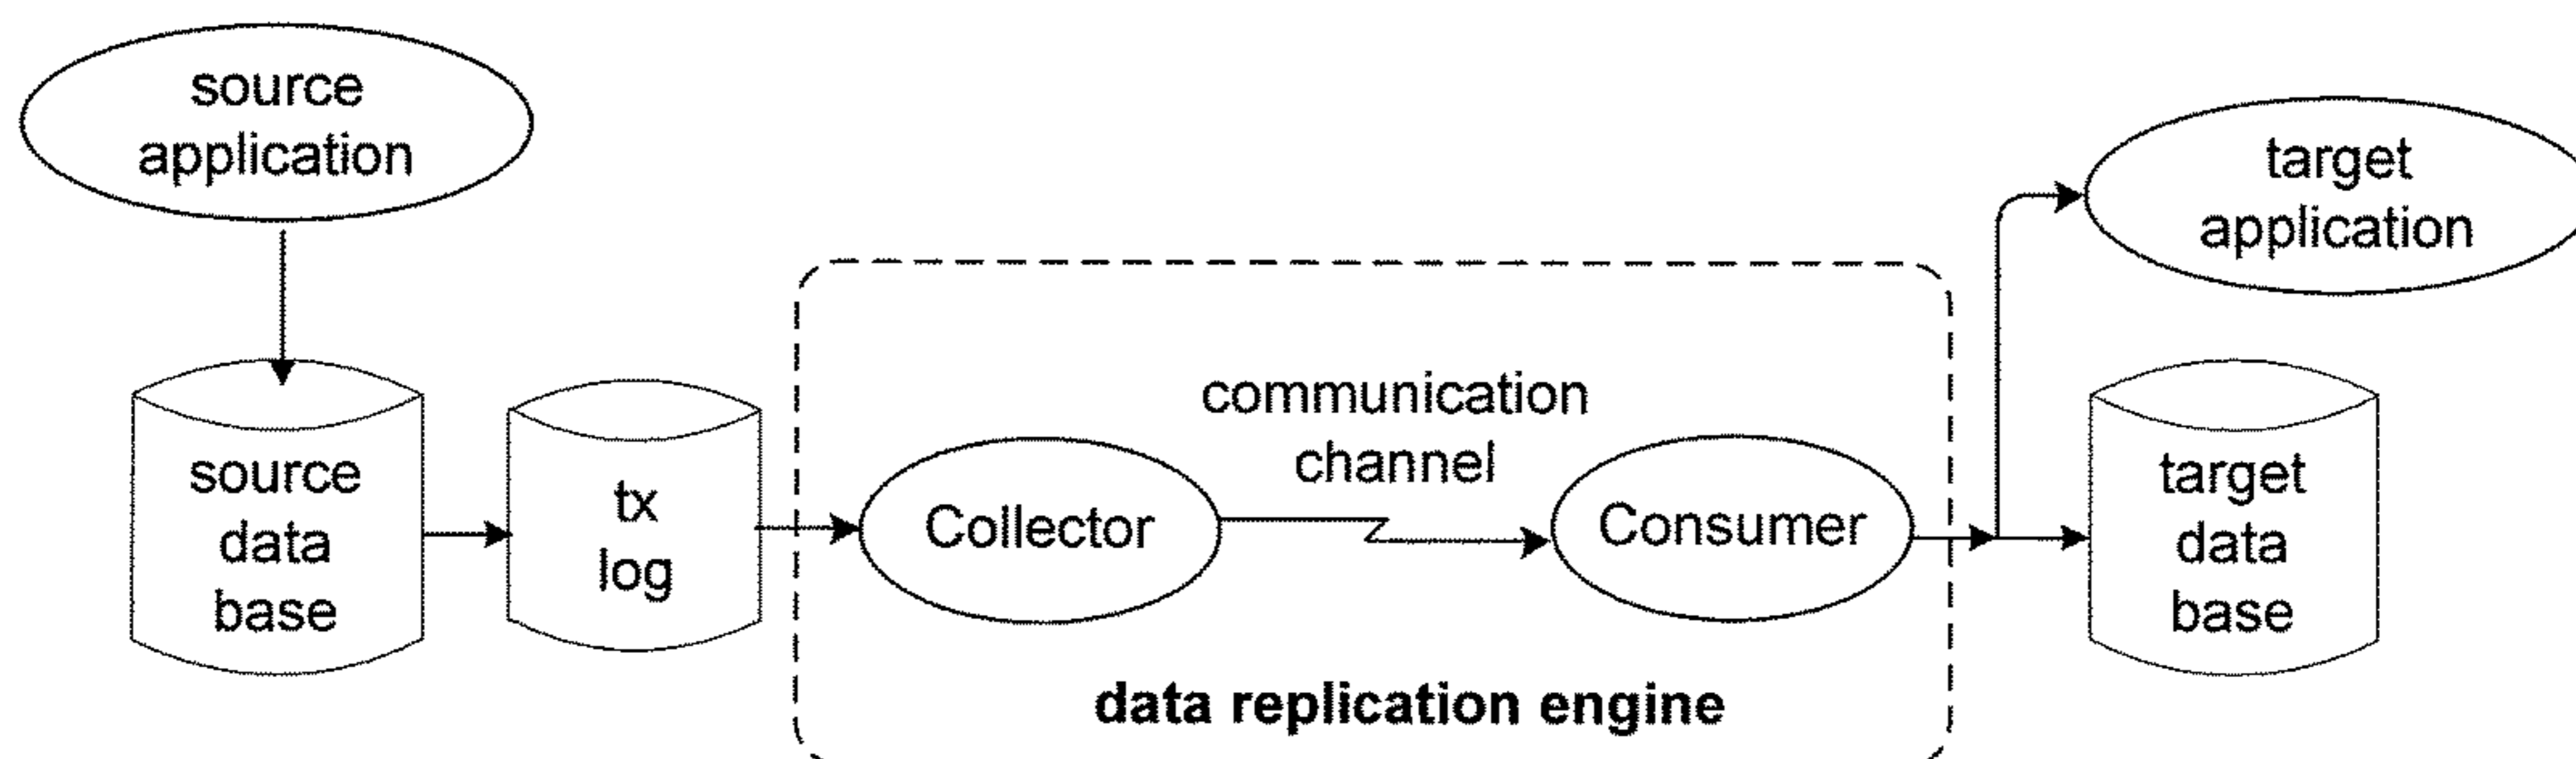 source
application
target
application
communication
channel
source
data
base
tx
log
Collector
Consumer
target
data
base
data replication engine